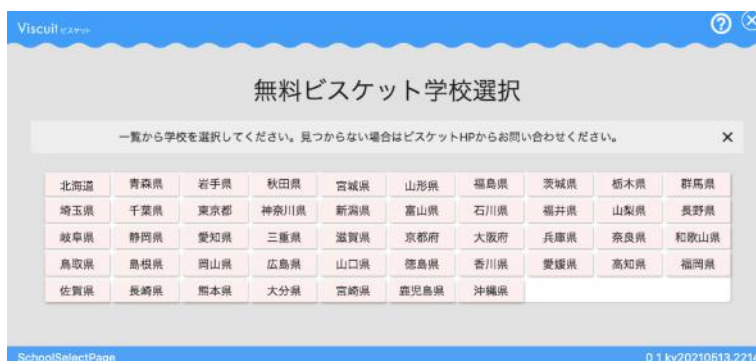 Viscuit ビスケット
?
無料ビスケット学校選択
一覧から学校を選択してください。見つからない場合はビスケットHPからお問い合わせください。 ×
北海道 青森県 岩手県 秋田県 宮城県 山形県 福島県 茨城県 栃木県 群馬県
埼玉県 千葉県 東京都 神奈川県 新潟県 富山県 石川県 福井県 山梨県 長野県
岐阜県 静岡県 愛知県 三重県 滋賀県 京都府 大阪府 兵庫県 奈良県 和歌山県
鳥取県 島根県 岡山県 広島県 山口県 徳島県 香川県 愛媛県 高知県 福岡県
佐賀県 長崎県 熊本県 大分県 宮崎県 鹿児島県 沖縄県
SchoolSelectPage
0.1 kv20210513.221